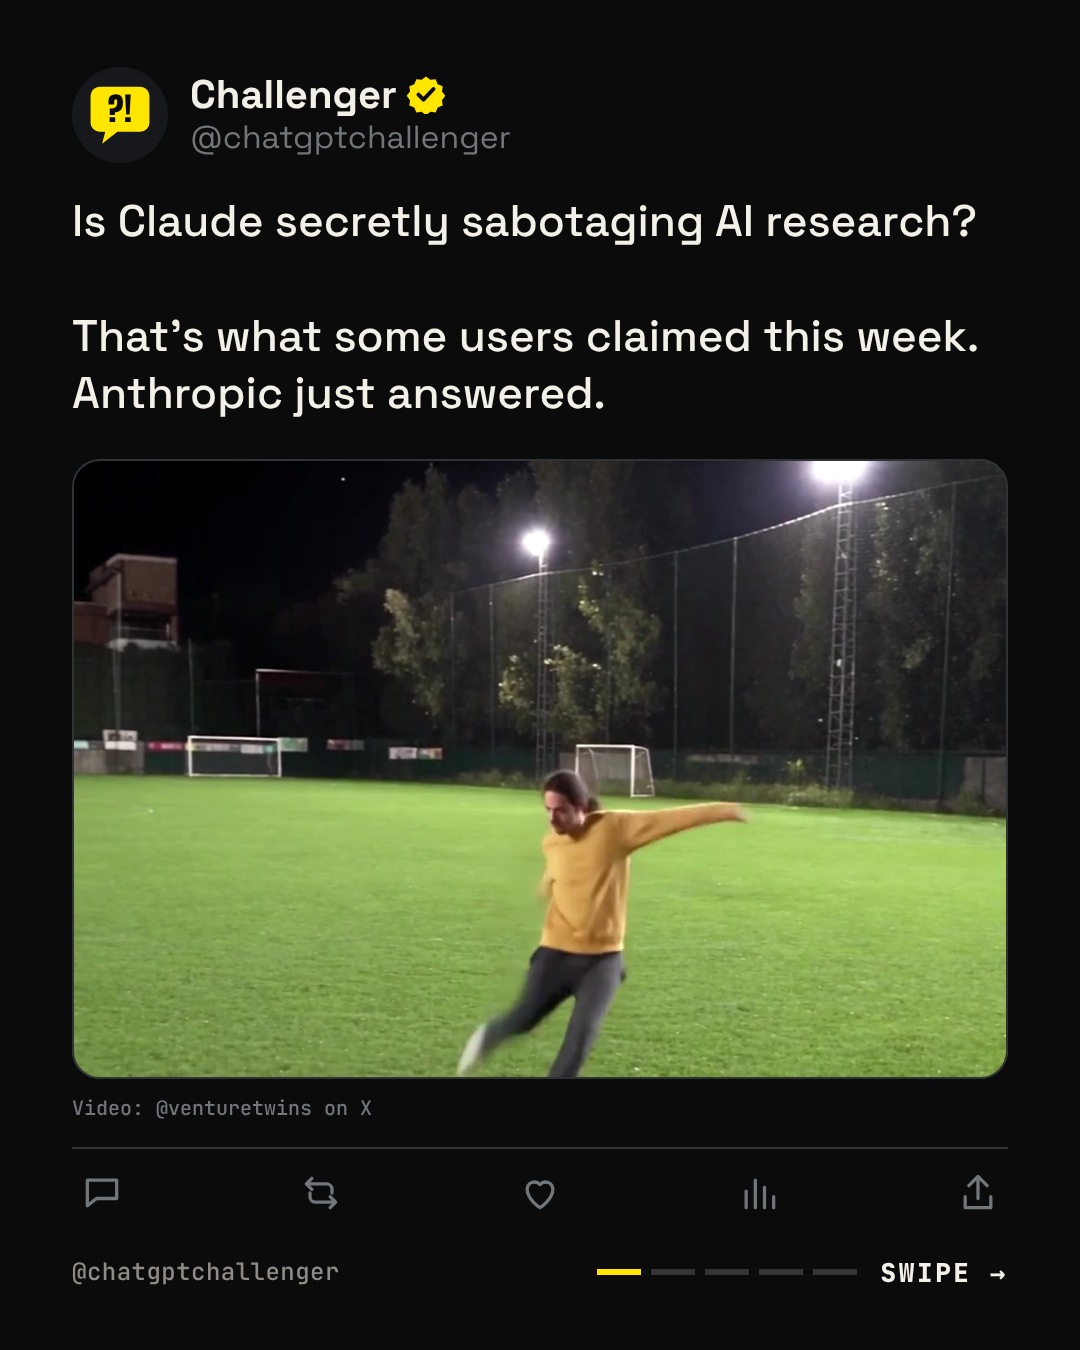 ?!
Challenger
@chatgptchallenger
Is Claude secretly sabotaging AI research?
That’s what some users claimed this week.
Anthropic just answered.
Video: @venturetwins on X
@chatgptchallenger
SWIPE →